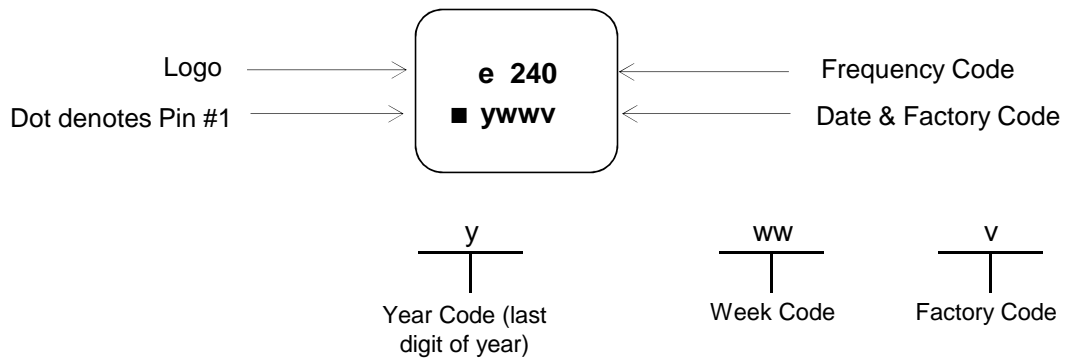 Logo
e 240
Frequency Code
Dot denotes Pin #1
■ ywwv
Date & Factory Code
y
ww
v
Year Code (last
digit of year)
Week Code
Factory Code